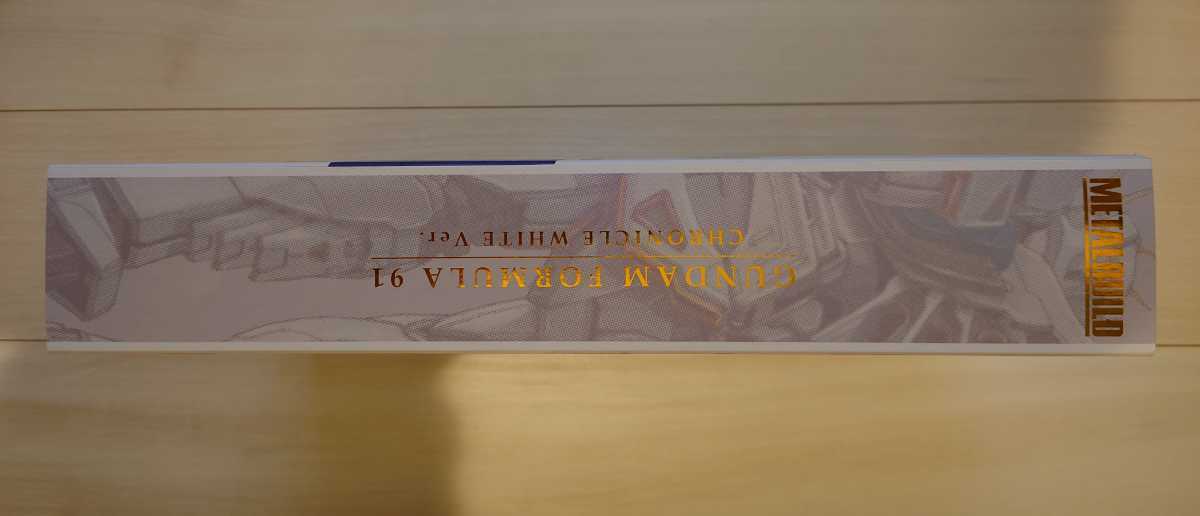 GUNDAM FORMULA 91
CHRONICLE WHITE Ver.
METAL BUILD